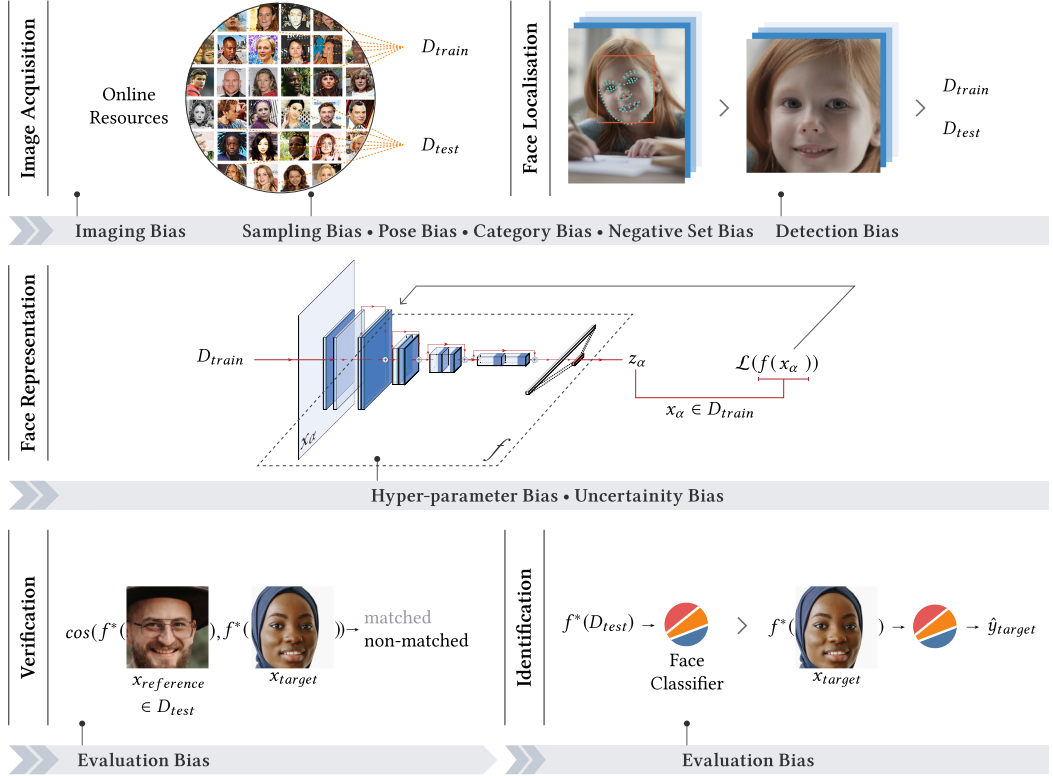 Image Acquisition
Online
Resources
D_train
D_test
Face Localisation
D_train
D_test
Imaging Bias
Sampling Bias • Pose Bias • Category Bias • Negative Set Bias
Detection Bias
Face Representation
D_train
x_α
f
z_α
ℒ(f(x_α))
x_α ∈ D_train
Hyper-parameter Bias • Uncertainity Bias
Verification
cos(f*( ), f*( )) → matched
non-matched
x_reference
∈ D_test
x_target
Identification
f*(D_test) → > f*( ) → → ŷ_target
Face
Classifier
x_target
Evaluation Bias
Evaluation Bias